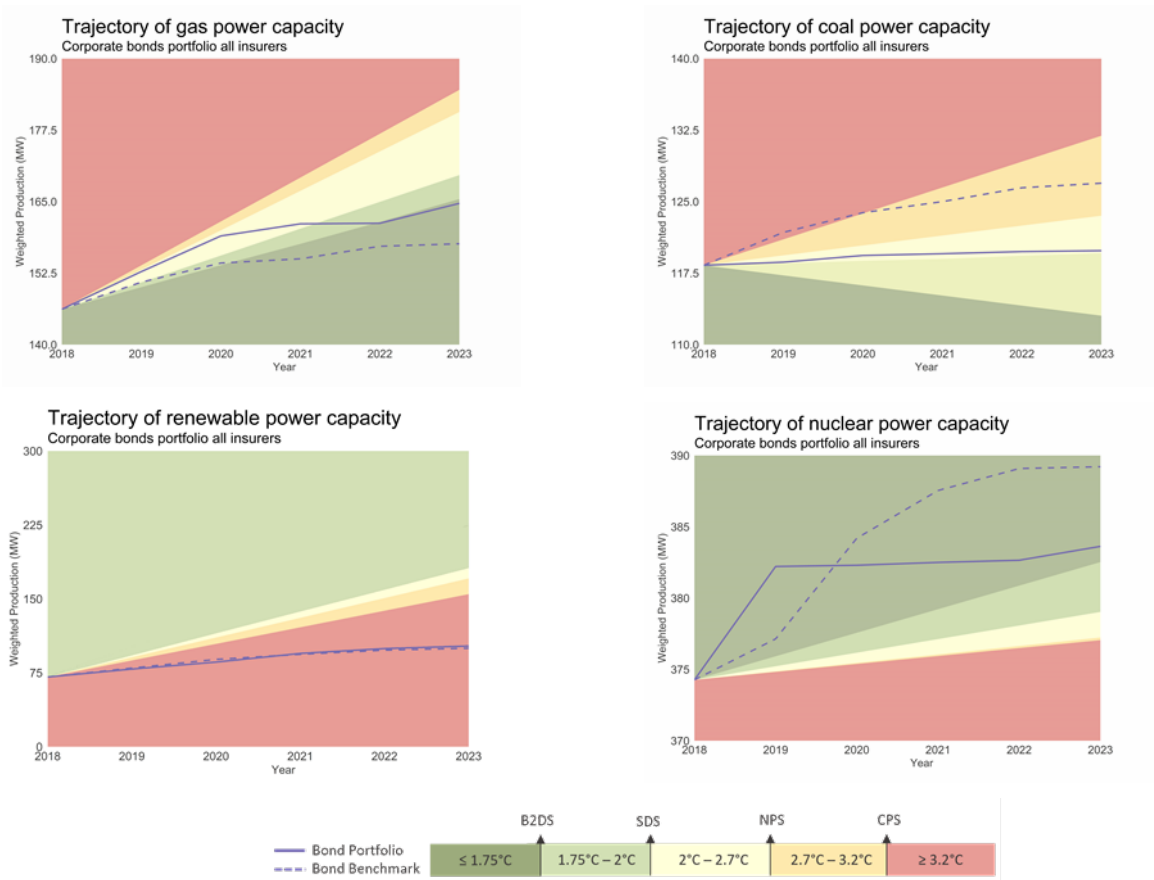 Trajectory of gas power capacity
Corporate bonds portfolio all insurers
190.0
177.5
165.0
152.5
140.0
Weighted Production (MW)
2018 2019 2020 2021 2022 2023
Year
Trajectory of coal power capacity
Corporate bonds portfolio all insurers
140.0
132.5
125.0
117.5
110.0
Weighted Production (MW)
2018 2019 2020 2021 2022 2023
Year
Trajectory of renewable power capacity
Corporate bonds portfolio all insurers
300
225
150
75
0
Weighted Production (MW)
2018 2019 2020 2021 2022 2023
Year
Trajectory of nuclear power capacity
Corporate bonds portfolio all insurers
390
385
380
375
370
Weighted Production (MW)
2018 2019 2020 2021 2022 2023
Year
B2DS SDS NPS CPS
Bond Portfolio
Bond Benchmark
≤ 1.75°C 1.75°C – 2°C 2°C – 2.7°C 2.7°C – 3.2°C ≥ 3.2°C